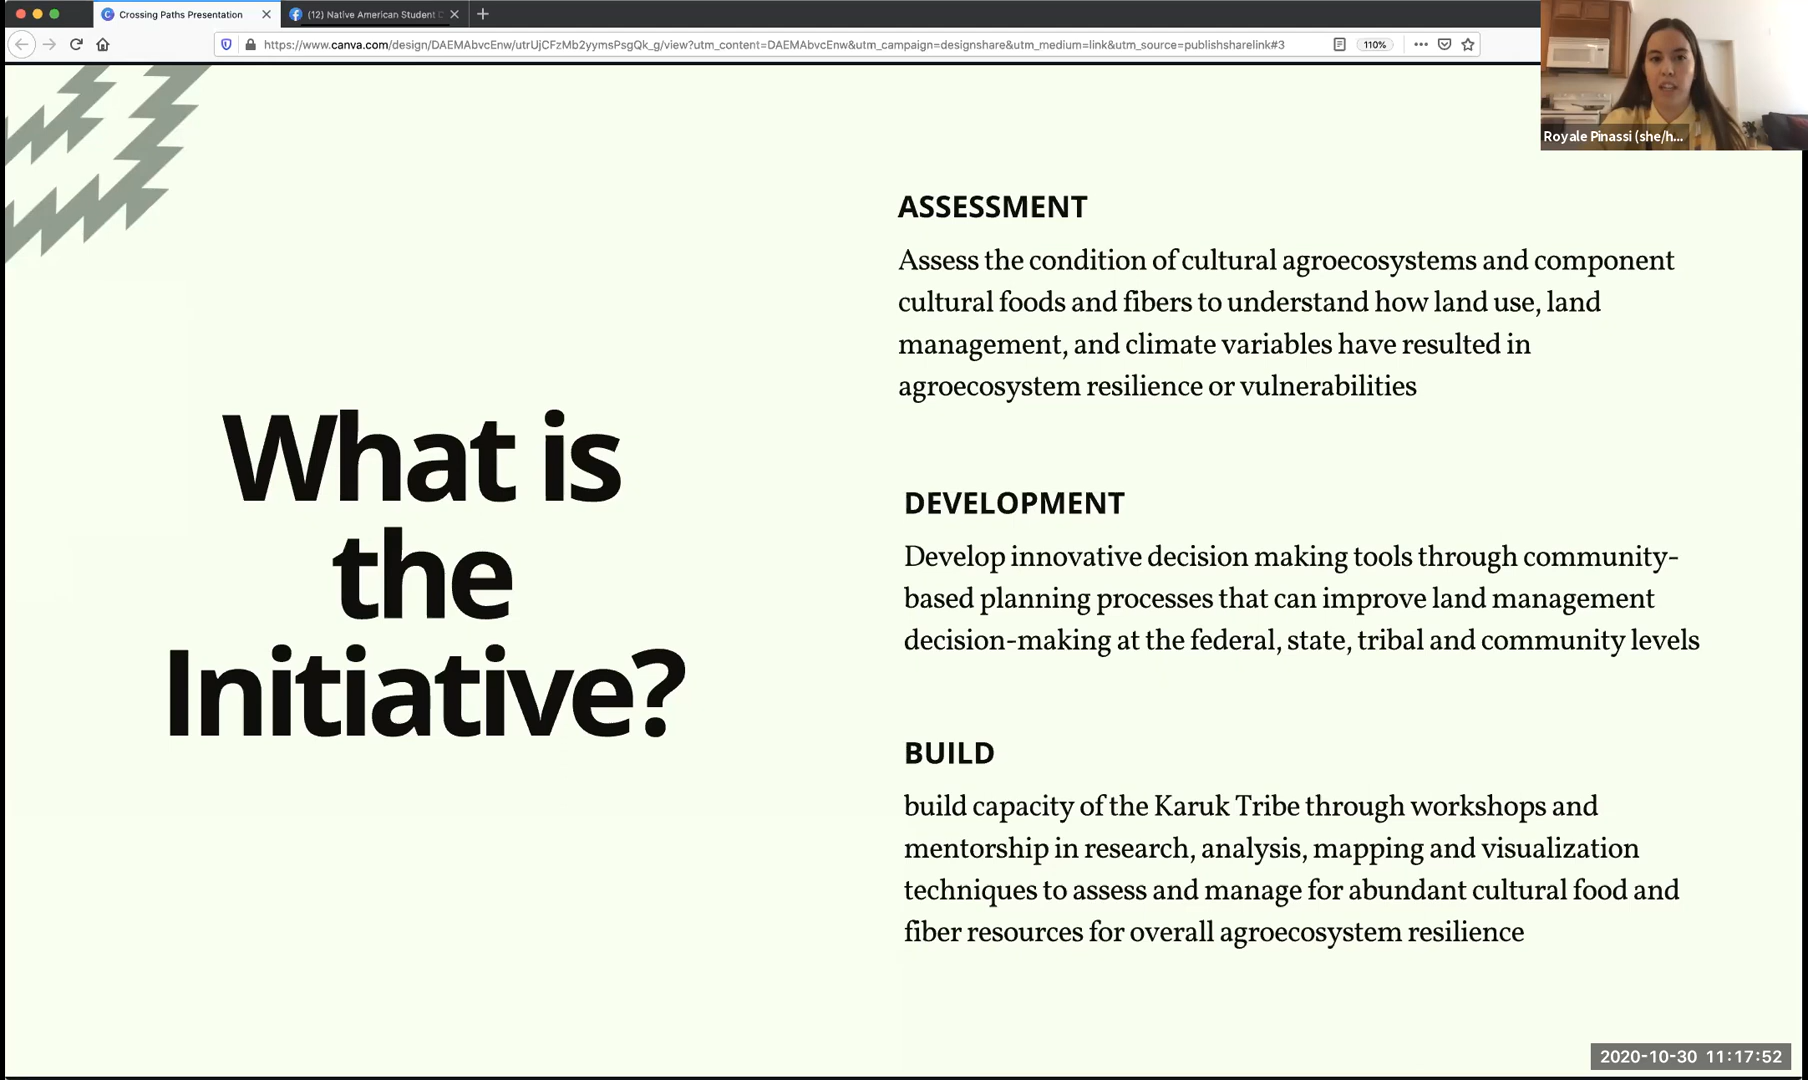 Crossing Paths Presentation
(12) Native American Student
https://www.canva.com/design/DAEMAbvcEnw/utrUjCFzMb2yymsPsgQk_g/view?utm_content=DAEMAbvcEnw&utm_campaign=designshare&utm_medium=link&utm_source=publishsharelink#3
110%
Royale Pinassi (she/h...
What is
the
Initiative?
ASSESSMENT
Assess the condition of cultural agroecosystems and component
cultural foods and fibers to understand how land use, land
management, and climate variables have resulted in
agroecosystem resilience or vulnerabilities
DEVELOPMENT
Develop innovative decision making tools through community-
based planning processes that can improve land management
decision-making at the federal, state, tribal and community levels
BUILD
build capacity of the Karuk Tribe through workshops and
mentorship in research, analysis, mapping and visualization
techniques to assess and manage for abundant cultural food and
fiber resources for overall agroecosystem resilience
2020-10-30 11:17:52